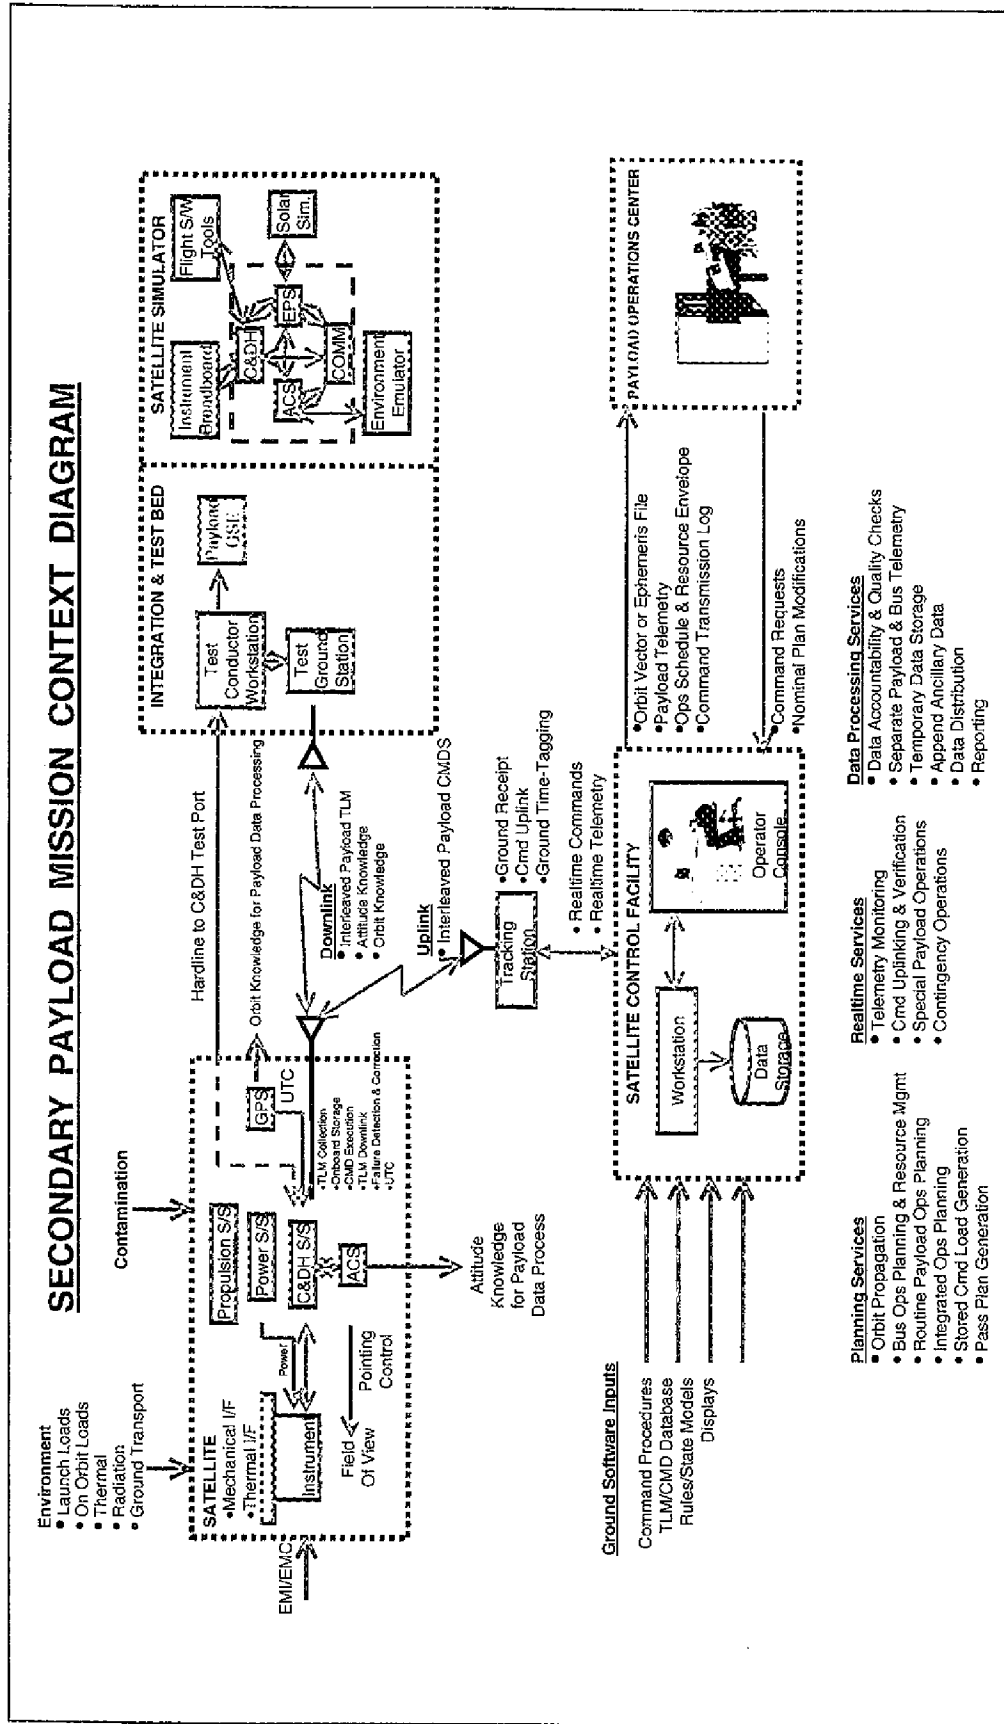 SECONDARY PAYLOAD MISSION CONTEXT DIAGRAM
Environment
• Launch Loads
• On Orbit Loads
• Thermal
• Radiation
• Ground Transport
Contamination
EMI/EMC
SATELLITE
• Mechanical I/F
• Thermal I/F
Instrument
Power
Propulsion S/S
Power S/S
C&DH S/S
ACS
Field
Of View
Pointing
Control
GPS
UTC
•TLM Collection
•Onboard Storage
•CMD Execution
•TLM Downlink
•Failure Detection & Correction
•UTC
Attitude
Knowledge
for Payload
Data Process
Hardline to C&DH Test Port
Orbit Knowledge for Payload Data Processing
Downlink
• Interleaved Payload TLM
• Attitude Knowledge
• Orbit Knowledge
Uplink
• Interleaved Payload CMDS
INTEGRATION & TEST BED
Test
Conductor
Workstation
Payload
GSE
Test
Ground
Station
SATELLITE SIMULATOR
Instrument
Broadboard
Flight S/W
Tools
C&DH
ACS
EPS
COMM
Solar
Sim.
Environment
Emulator
Tracking
Station
•Ground Receipt
•Cmd Uplink
•Ground Time-Tagging
• Realtime Commands
• Realtime Telemetry
Ground Software Inputs
Command Procedures
TLM/CMD Database
Rules/State Models
Displays
SATELLITE CONTROL FACILITY
Workstation
Data
Storage
Operator
Console
•Orbit Vector or Ephemeris File
•Payload Telemetry
•Ops Schedule & Resource Envelope
•Command Transmission Log
•Command Requests
•Nominal Plan Modifications
PAYLOAD OPERATIONS CENTER
Planning Services
• Orbit Propagation
• Bus Ops Planning & Resource Mgmt
• Routine Payload Ops Planning
• Integrated Ops Planning
• Stored Cmd Load Generation
• Pass Plan Generation
Realtime Services
• Telemetry Monitoring
• Cmd Uplinking & Verification
• Special Payload Operations
• Contingency Operations
Data Processing Services
• Data Accountability & Quality Checks
• Separate Payload & Bus Telemetry
• Temporary Data Storage
• Append Ancillary Data
• Data Distribution
• Reporting